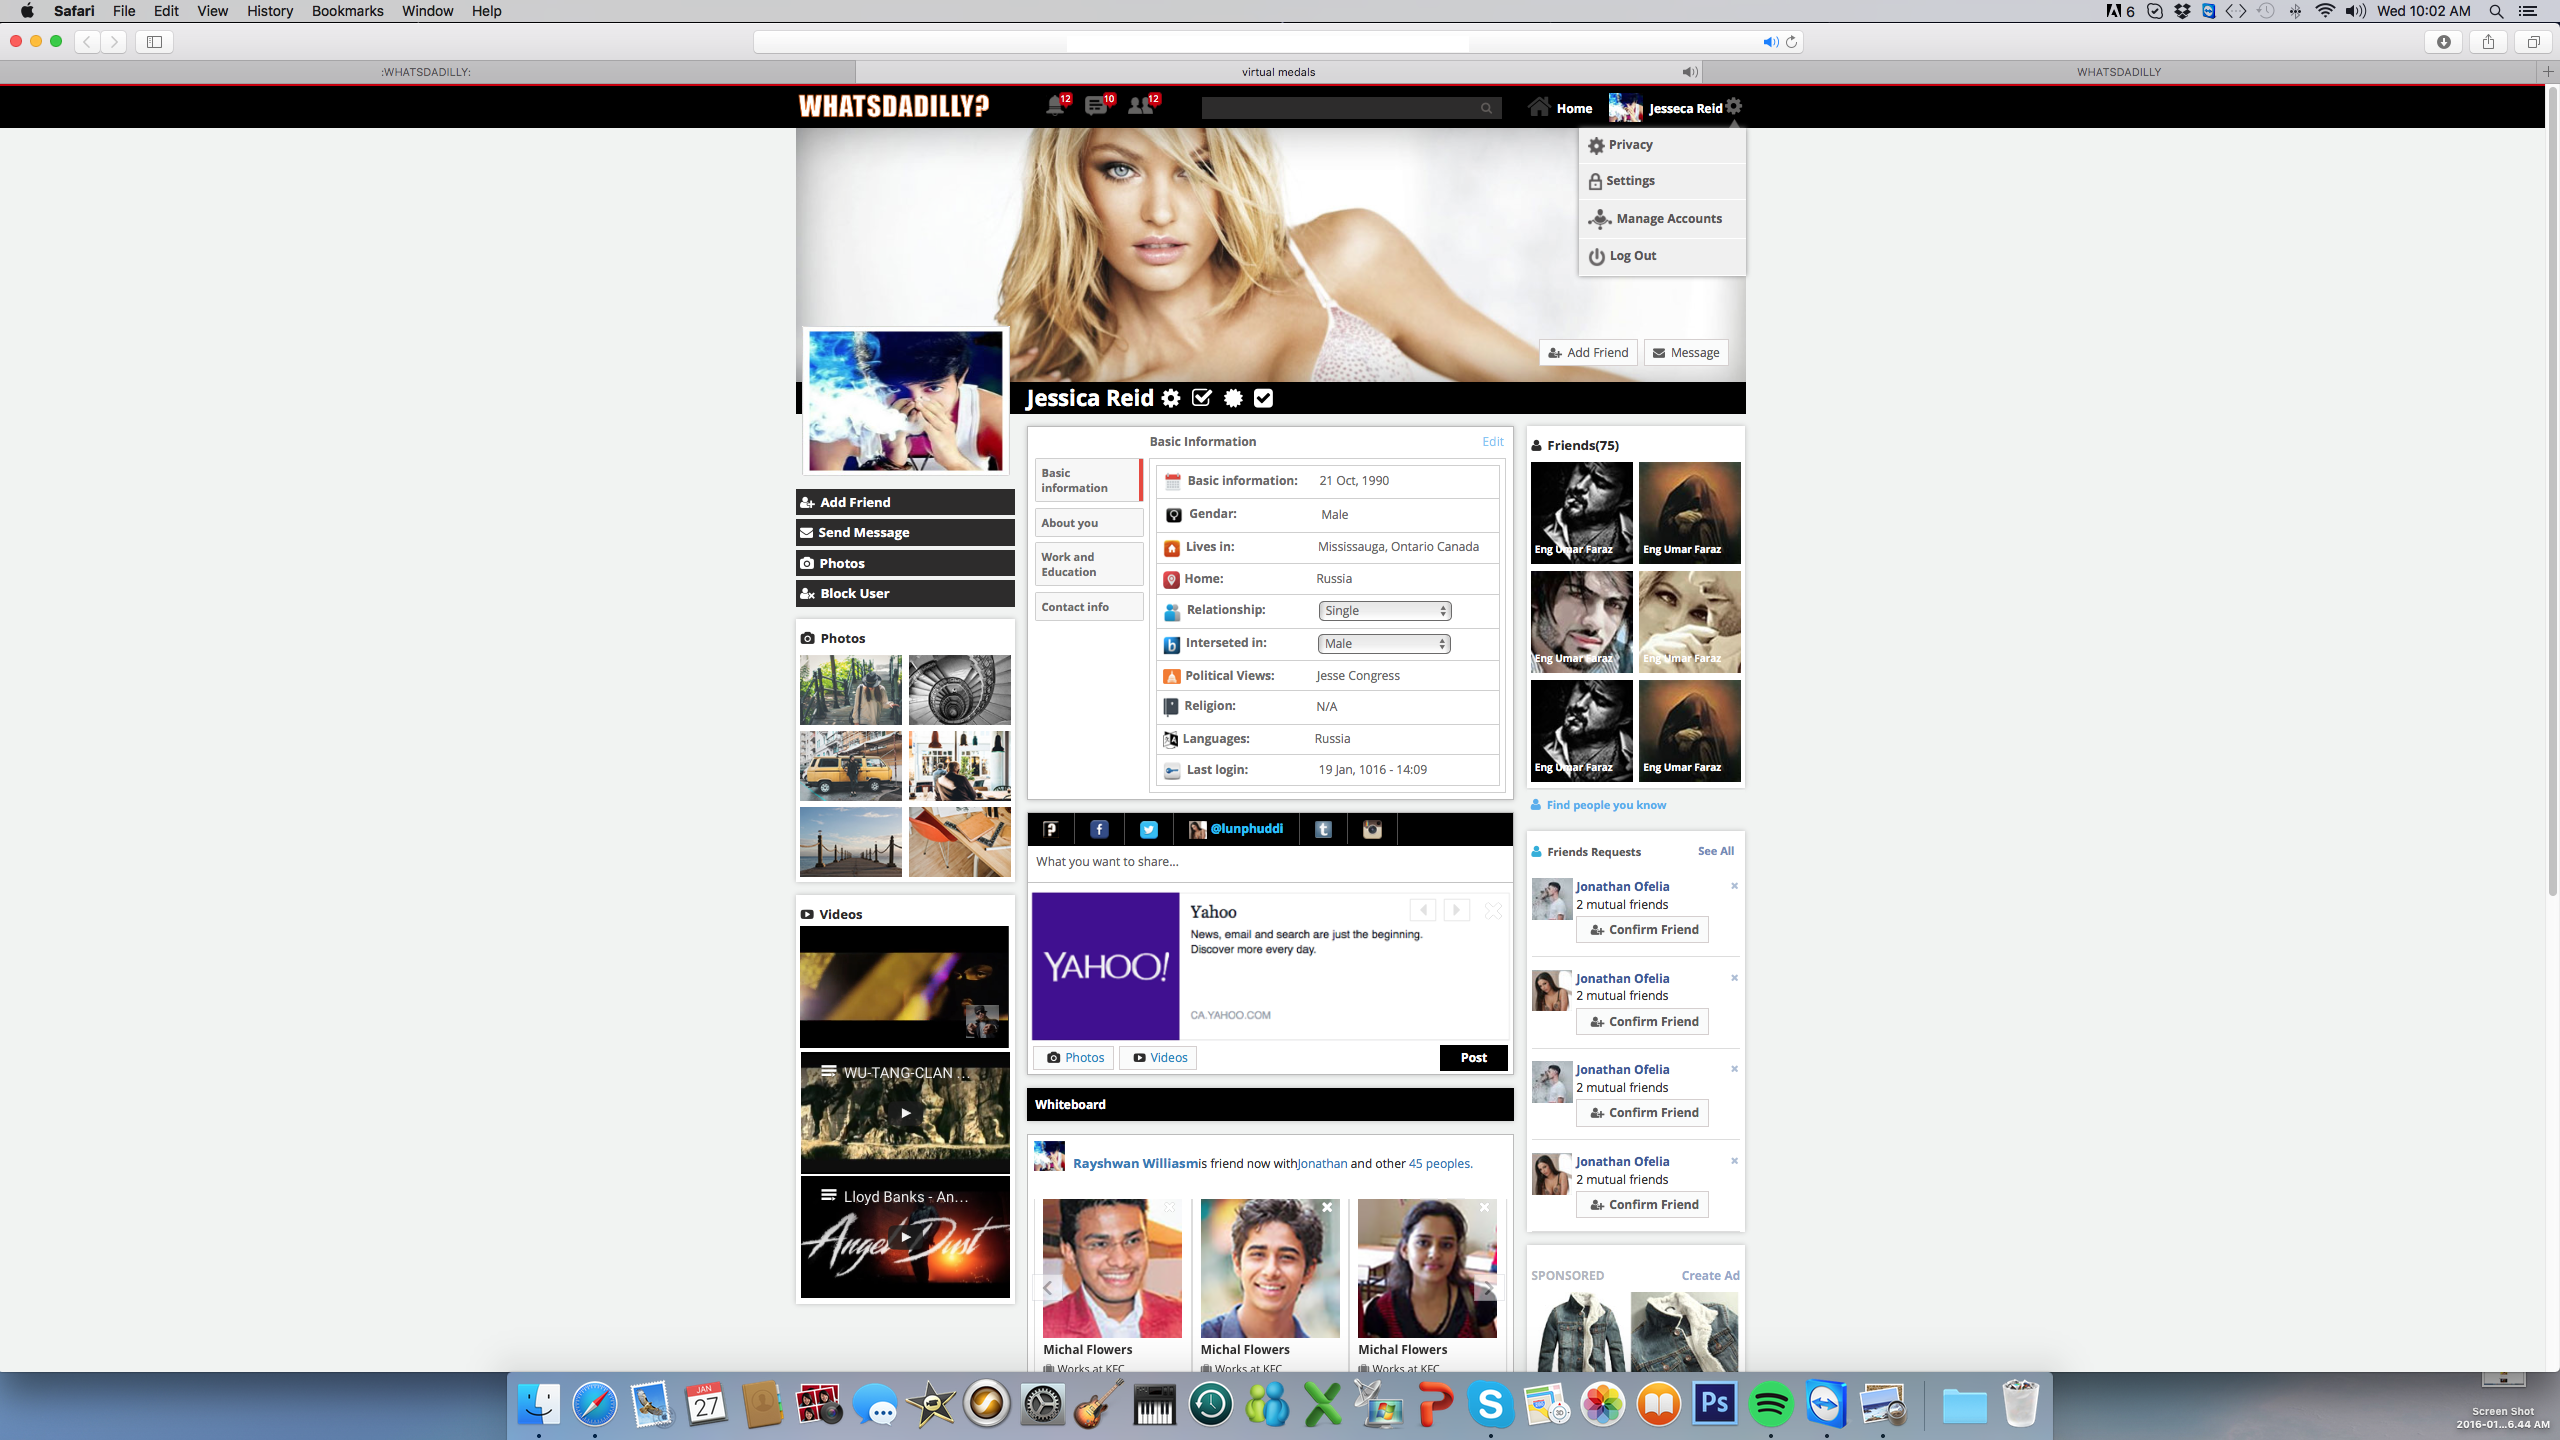 Safari File Edit View History Bookmarks Window Help
6 Wed 10:02 AM
:WHATSDADILLY:
virtual medals
WHATSDADILLY
WHATSDADILLY?
12
10
12
Home
Jesseca Reid
Privacy
Settings
Manage Accounts
Log Out
Add Friend
Message
Jessica Reid
Add Friend
Send Message
Photos
Block User
Photos
Videos
WU-TANG-CLAN ...
Lloyd Banks - An...
Angel Dust
Basic Information
Edit
Basic
information
About you
Work and
Education
Contact info
Basic information: 21 Oct, 1990
Gendar: Male
Lives in: Mississauga, Ontario Canada
Home: Russia
Relationship: Single
Interseted in: Male
Political Views: Jesse Congress
Religion: N/A
Languages: Russia
Last login: 19 Jan, 1016 - 14:09
@lunphuddi
What you want to share...
YAHOO!
Yahoo
News, email and search are just the beginning.
Discover more every day.
CA.YAHOO.COM
Photos
Videos
Post
Whiteboard
Rayshwan Williasmis friend now withJonathan and other 45 peoples.
Michal Flowers
Works at KFC
Michal Flowers
Works at KFC
Michal Flowers
Works at KFC
Friends(75)
Eng Umar Faraz
Eng Umar Faraz
Eng Umar Faraz
Eng Umar Faraz
Eng Umar Faraz
Eng Umar Faraz
Find people you know
Friends Requests
See All
Jonathan Ofelia
2 mutual friends
Confirm Friend
Jonathan Ofelia
2 mutual friends
Confirm Friend
Jonathan Ofelia
2 mutual friends
Confirm Friend
Jonathan Ofelia
2 mutual friends
Confirm Friend
SPONSORED
Create Ad
JAN
27
Ps
Screen Shot
2016-01...6.44 AM